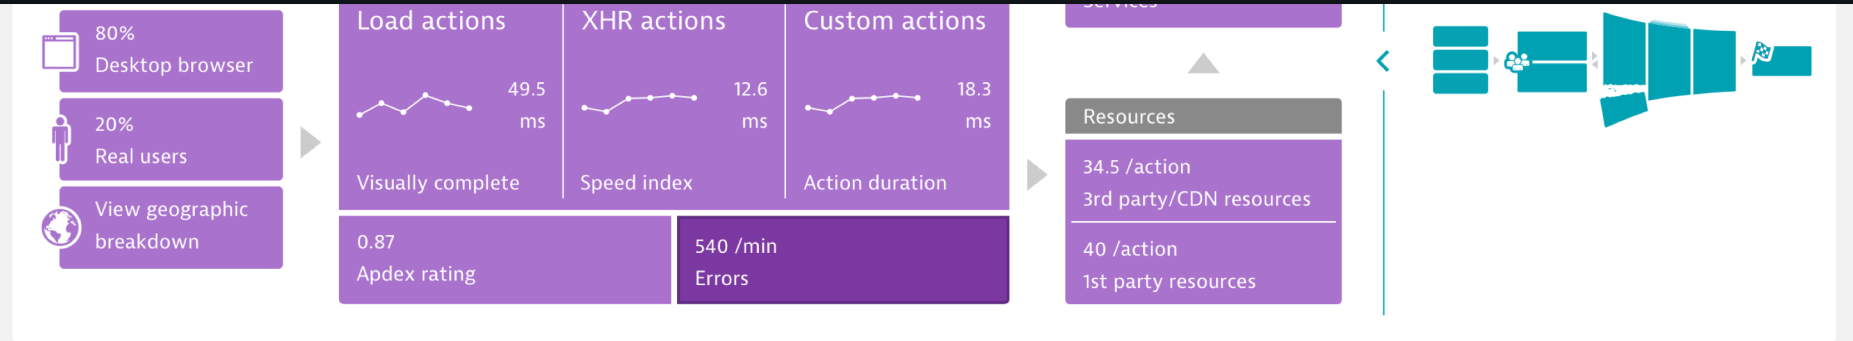 80%
Desktop browser
20%
Real users
View geographic
breakdown
Load actions
49.5
ms
Visually complete
XHR actions
12.6
ms
Speed index
Custom actions
18.3
ms
Action duration
0.87
Apdex rating
540 /min
Errors
Services
Resources
34.5 /action
3rd party/CDN resources
40 /action
1st party resources